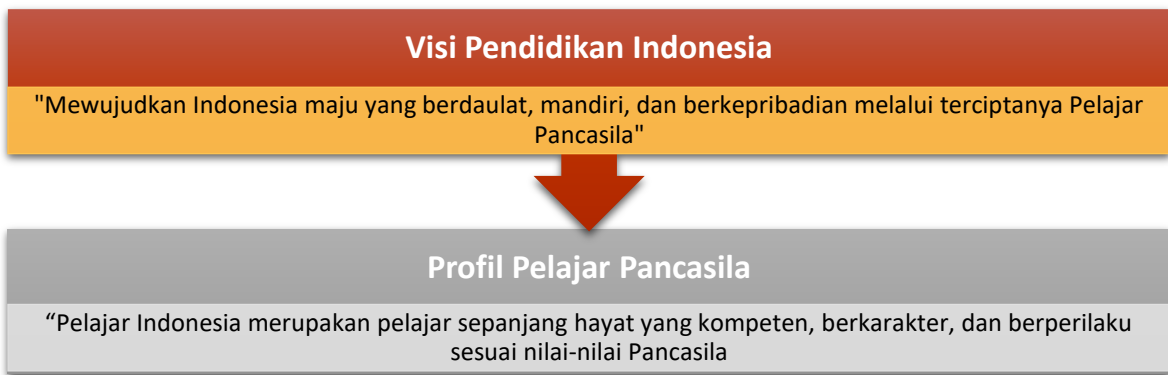 Visi Pendidikan Indonesia
"Mewujudkan Indonesia maju yang berdaulat, mandiri, dan berkepribadian melalui terciptanya Pelajar
Pancasila"
Profil Pelajar Pancasila
“Pelajar Indonesia merupakan pelajar sepanjang hayat yang kompeten, berkarakter, dan berperilaku
sesuai nilai-nilai Pancasila